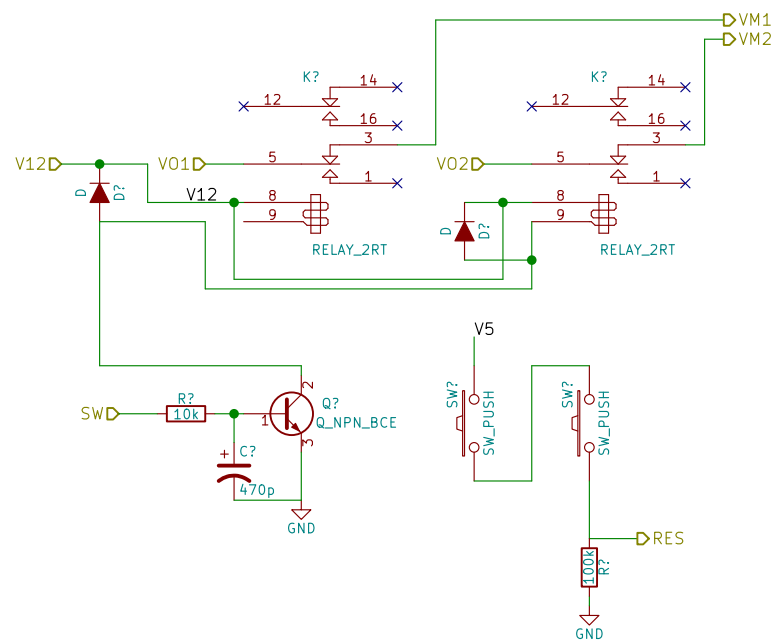 VM1
VM2
K?
14
12
16
3
5
1
8
9
RELAY_2RT
K?
14
12
16
3
5
1
8
9
RELAY_2RT
V12
VO1
VO2
V12
D
D?
D
D?
V5
SW?
SW_PUSH
SW?
SW_PUSH
SW
R?
10k
1
2
3
Q?
Q_NPN_BCE
+
C?
470p
GND
RES
100k
R?
GND